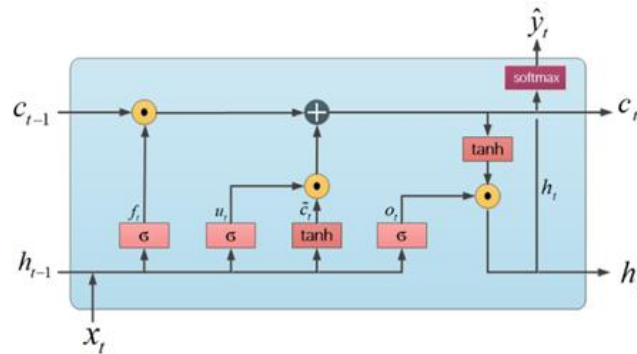 ŷₜ
softmax
cₜ₋₁
cₜ
tanh
fₜ
uₜ
c̃ₜ
oₜ
hₜ
σ
σ
tanh
σ
hₜ₋₁
h
xₜ